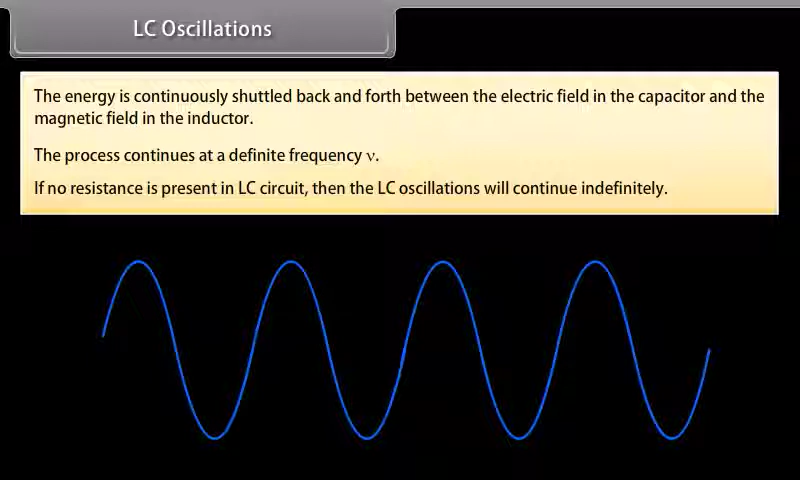 LC Oscillations
The energy is continuously shuttled back and forth between the electric field in the capacitor and the
magnetic field in the inductor.
The process continues at a definite frequency ν.
If no resistance is present in LC circuit, then the LC oscillations will continue indefinitely.